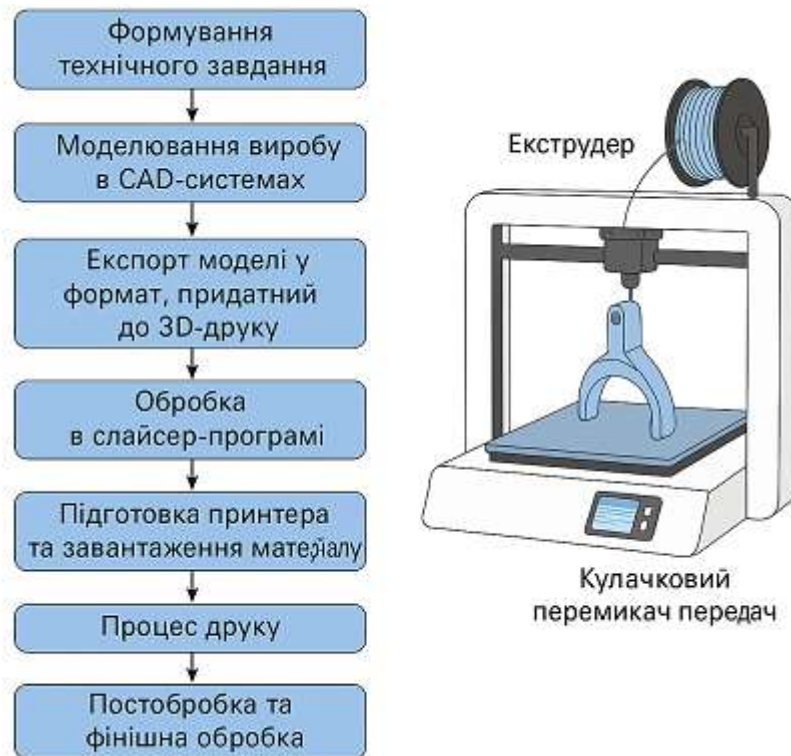 Формування
технічного завдання
Моделювання виробу
в CAD-системах
Експорт моделі у
формат, придатний
до 3D-друку
Обробка
в слайсер-програмі
Підготовка принтера
та завантаження
Процес друку
Постобробка та
фінішна обробка
Екструдер
Кулачковий
перемикач передач